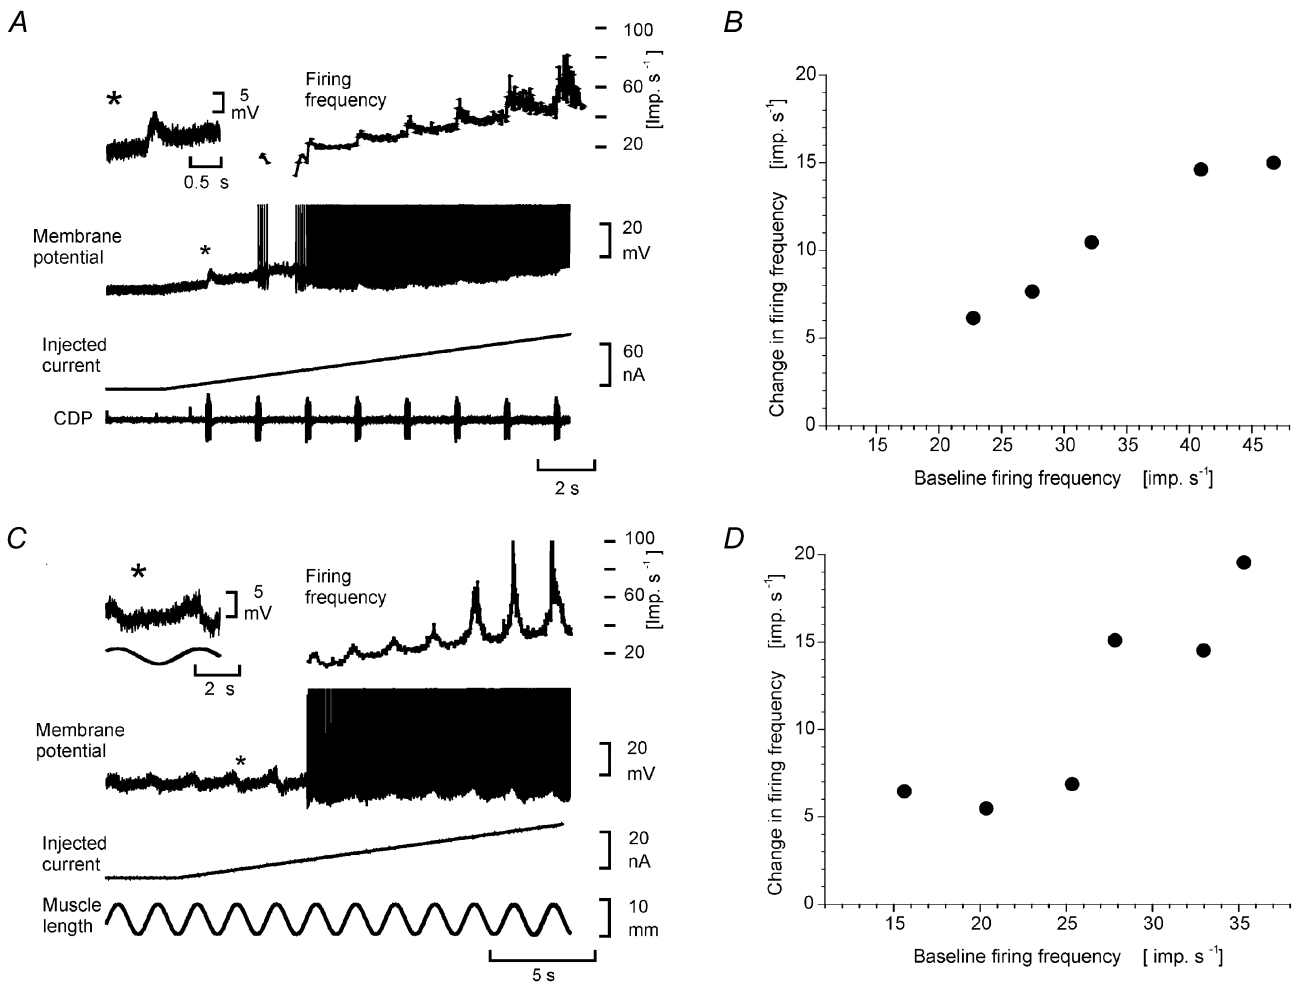 A
*
5
mV
0.5 s
Firing
frequency
100
60
20
[Imp. s-1]
Membrane
potential
*
20
mV
Injected
current
60
nA
CDP
2 s
B
20
15
10
5
0
Change in firing frequency [imp. s-1]
15 20 25 30 35 40 45
Baseline firing frequency [imp. s-1]
C
*
5
mV
2 s
Firing
frequency
100
60
20
[Imp. s-1]
Membrane
potential
*
20
mV
Injected
current
20
nA
Muscle
length
10
mm
5 s
D
20
15
10
5
0
Change in firing frequency [imp. s-1]
15 20 25 30 35
Baseline firing frequency [ imp. s-1]